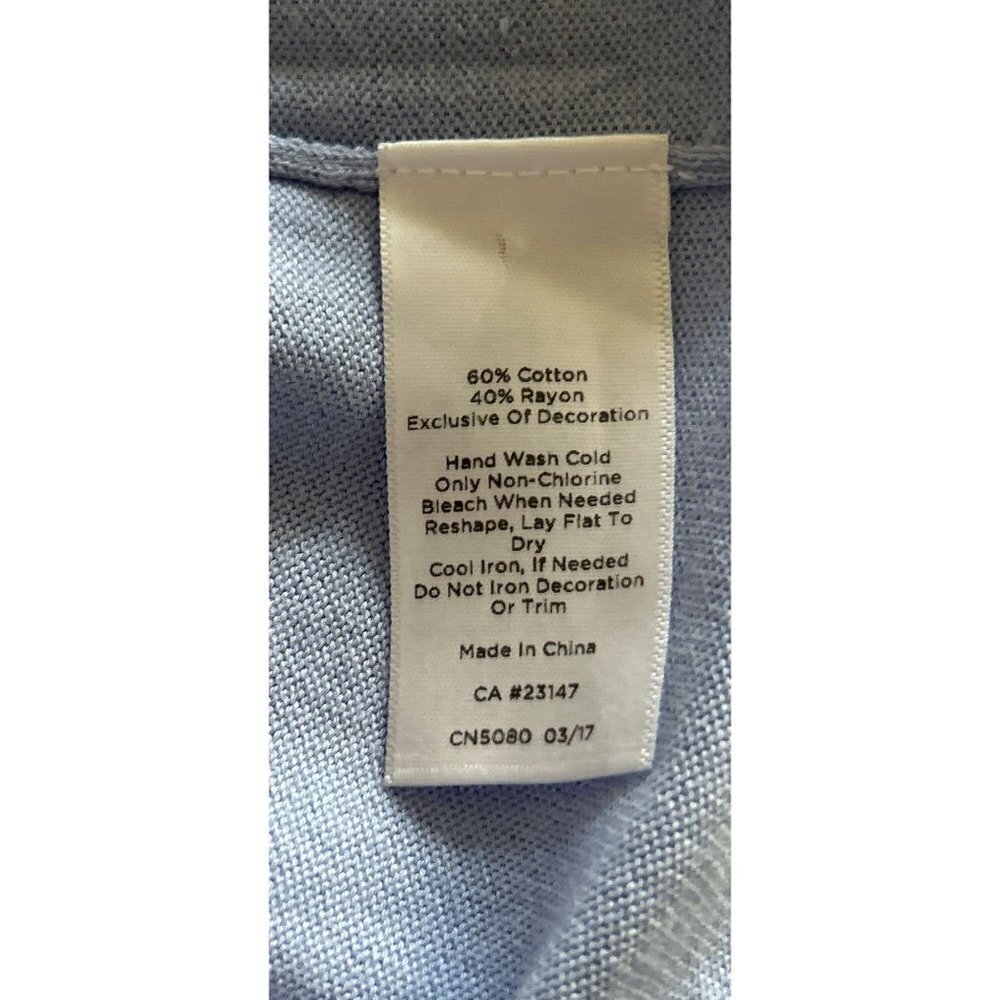 60% Cotton
40% Rayon
Exclusive Of Decoration
Hand Wash Cold
Only Non-Chlorine
Bleach When Needed
Reshape, Lay Flat To
Dry
Cool Iron, If Needed
Do Not Iron Decoration
Or Trim
Made In China
CA #23147
CN5080 03/17